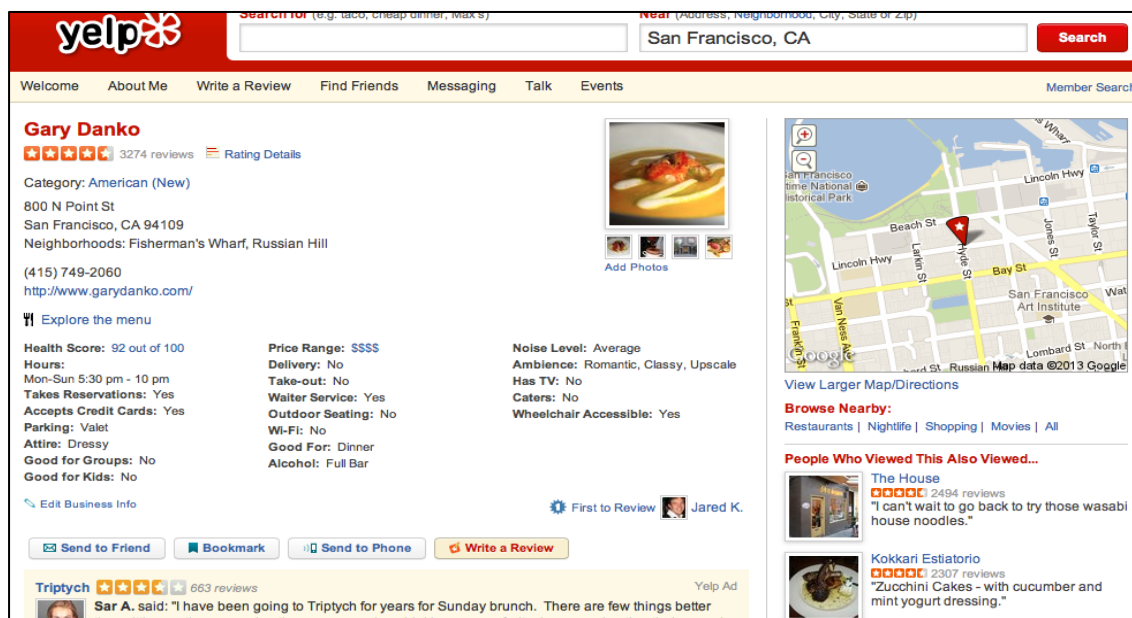 yelp
Search for (e.g. taco, cheap dinner, Max's)
Near (Address, Neighborhood, City, State or Zip)
San Francisco, CA
Search
Welcome About Me Write a Review Find Friends Messaging Talk Events
Member Search
Gary Danko
3274 reviews Rating Details
Category: American (New)
800 N Point St
San Francisco, CA 94109
Neighborhoods: Fisherman's Wharf, Russian Hill
(415) 749-2060
http://www.garydanko.com/
Explore the menu
Add Photos
Health Score: 92 out of 100
Hours:
Mon-Sun 5:30 pm - 10 pm
Takes Reservations: Yes
Accepts Credit Cards: Yes
Parking: Valet
Attire: Dressy
Good for Groups: No
Good for Kids: No
Price Range: $$$$
Delivery: No
Take-out: No
Waiter Service: Yes
Outdoor Seating: No
Wi-Fi: No
Good For: Dinner
Alcohol: Full Bar
Noise Level: Average
Ambience: Romantic, Classy, Upscale
Has TV: No
Caters: No
Wheelchair Accessible: Yes
Edit Business Info
First to Review Jared K.
Send to Friend Bookmark Send to Phone Write a Review
Triptych 663 reviews
Yelp Ad
Sar A. said: "I have been going to Triptych for years for Sunday brunch. There are few things better
San Francisco
time National
Historical Park
Wharf
Lincoln Hwy
Beach St
Lincoln Hwy
Larkin St
Hyde St
Jones St
Taylor St
Bay St
Van Ness Ave
Franklin St
San Francisco
Art Institute
Wat
Lombard St
North
Google
Russian
Map data ©2013 Google
View Larger Map/Directions
Browse Nearby:
Restaurants | Nightlife | Shopping | Movies | All
People Who Viewed This Also Viewed...
The House
2494 reviews
"I can't wait to go back to try those wasabi
house noodles."
Kokkari Estiatorio
2307 reviews
"Zucchini Cakes - with cucumber and
mint yogurt dressing."